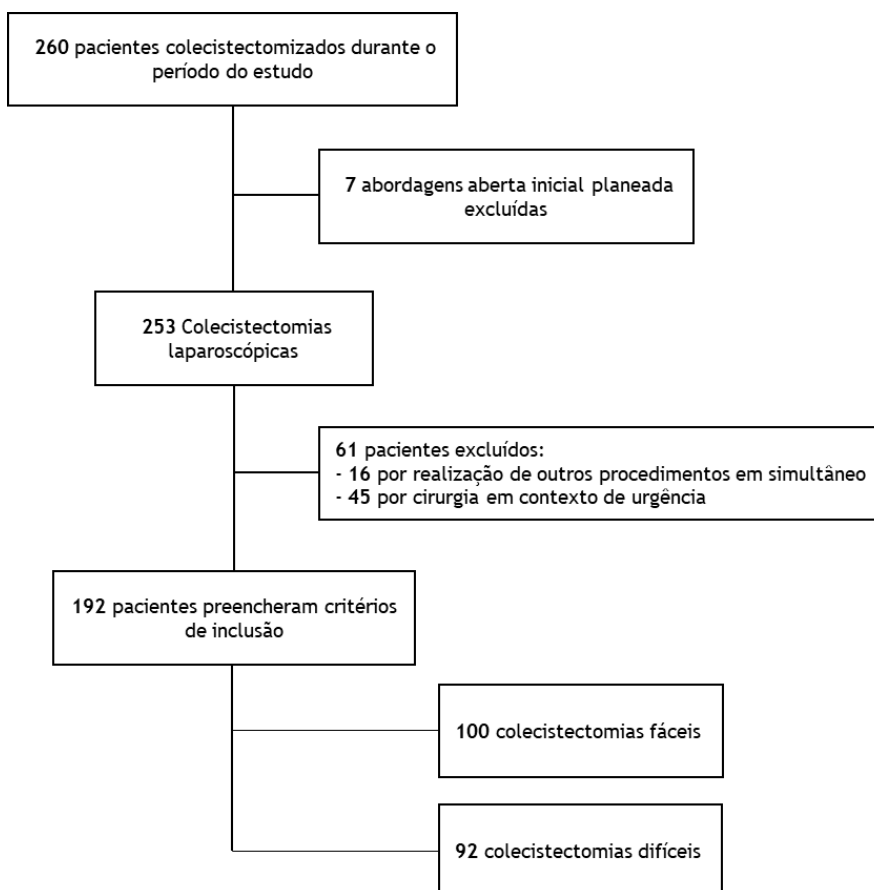 260 pacientes colecistectomizados durante o
período do estudo
7 abordagens aberta inicial planeada
excluídas
253 Colecistectomias
laparoscópicas
61 pacientes excluídos:
- 16 por realização de outros procedimentos em simultâneo
- 45 por cirurgia em contexto de urgência
192 pacientes preencheram critérios
de inclusão
100 colecistectomias fáceis
92 colecistectomias difíceis